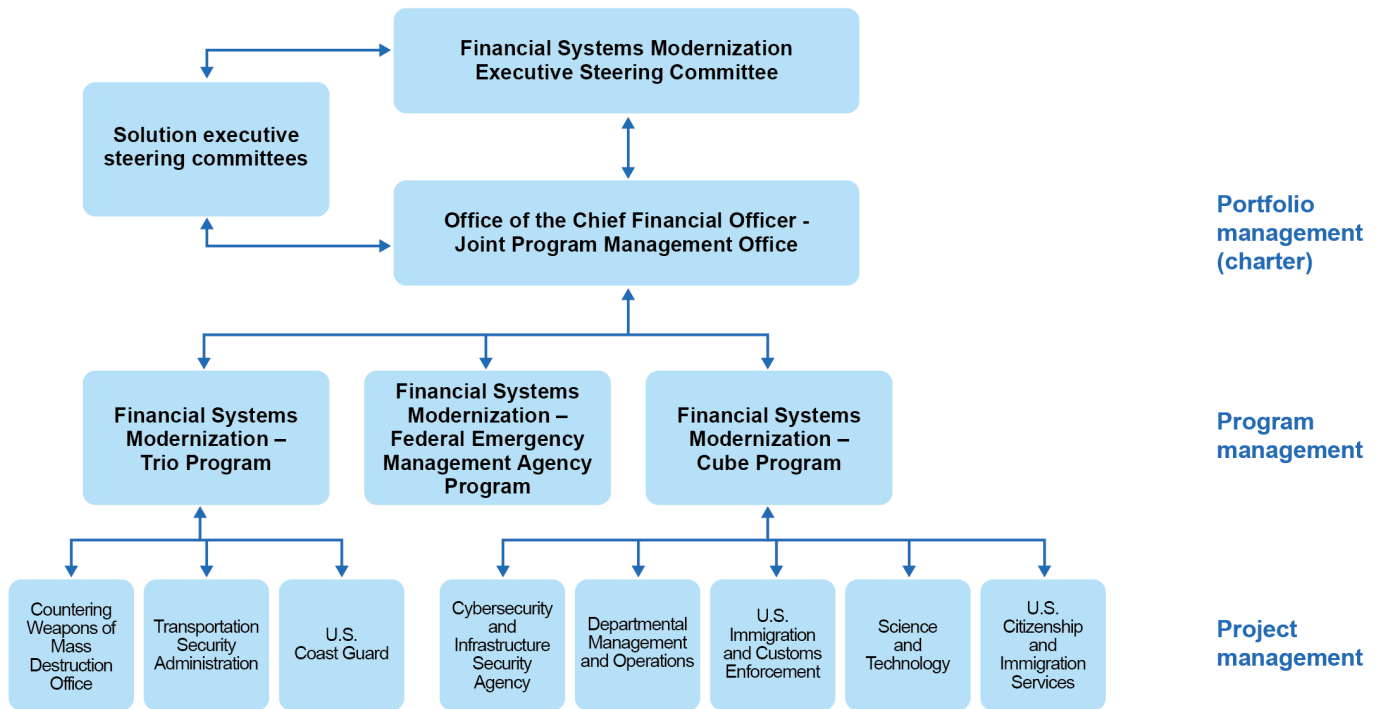 Financial Systems Modernization
Executive Steering Committee
Solution executive
steering committees
Office of the Chief Financial Officer -
Joint Program Management Office
Portfolio
management
(charter)
Financial Systems
Modernization –
Trio Program
Financial Systems
Modernization –
Federal Emergency
Management Agency
Program
Financial Systems
Modernization –
Cube Program
Program
management
Countering
Weapons of
Mass
Destruction
Office
Transportation
Security
Administration
U.S.
Coast Guard
Cybersecurity
and
Infrastructure
Security
Agency
Departmental
Management
and Operations
U.S.
Immigration
and Customs
Enforcement
Science
and
Technology
U.S.
Citizenship
and
Immigration
Services
Project
management